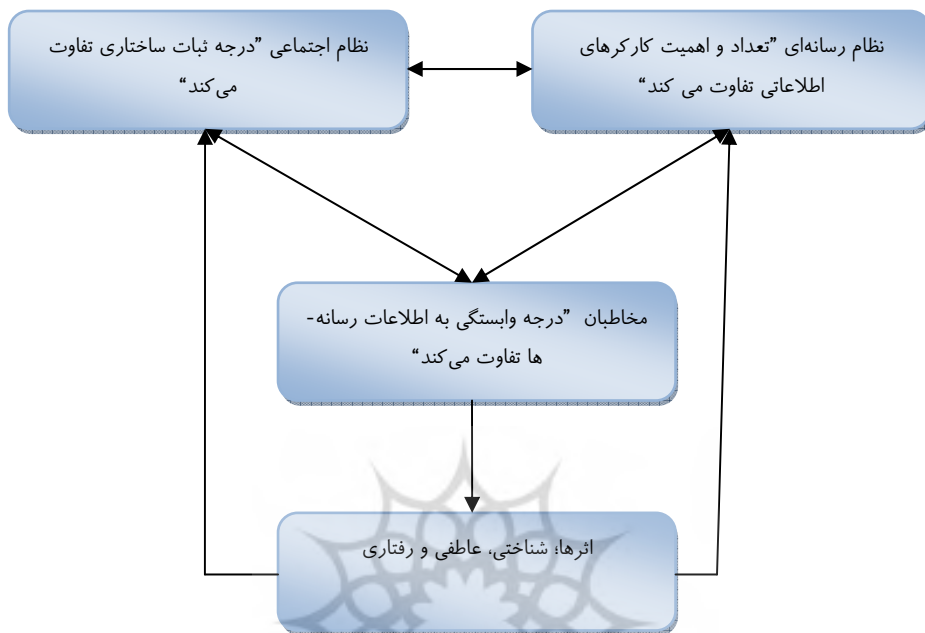 نظام رسانه‌ای ”تعداد و اهمیت کارکرهای
اطلاعاتی تفاوت می کند“
نظام اجتماعی ”درجه ثبات ساختاری تفاوت
می‌کند“
مخاطبان ”درجه وابستگی به اطلاعات رسانه-
ها تفاوت می‌کند“
اثرها؛ شناختی، عاطفی و رفتاری